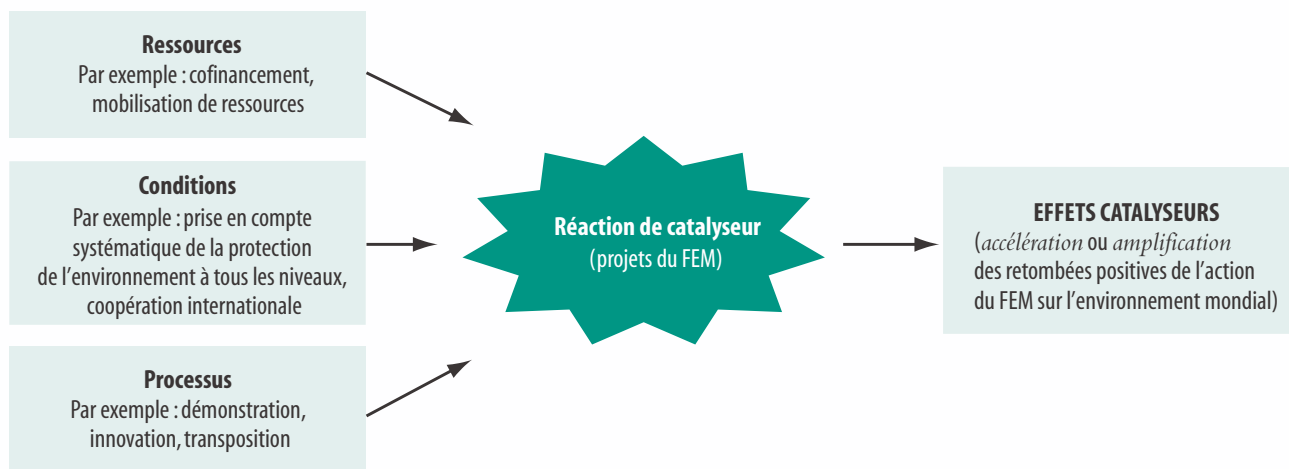 Ressources
Par exemple : cofinancement,
mobilisation de ressources
Conditions
Par exemple : prise en compte
systématique de la protection
de l’environnement à tous les niveaux,
coopération internationale
Processus
Par exemple : démonstration,
innovation, transposition
Réaction de catalyseur
(projets du FEM)
EFFETS CATALYSEURS
(accélération ou amplification
des retombées positives de l’action
du FEM sur l’environnement mondial)